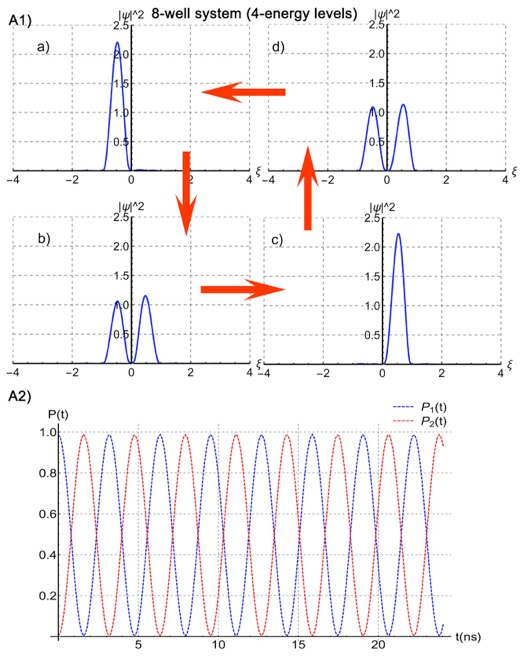 A1)
8-well system (4-energy levels)
|ψ|^2
2.5
2.0
1.5
1.0
0.5
a)
−4
−2
0
2
4
ξ
|ψ|^2
2.5
2.0
1.5
1.0
0.5
d)
−4
−2
0
2
4
ξ
|ψ|^2
2.5
2.0
1.5
1.0
0.5
b)
−4
−2
0
2
4
ξ
|ψ|^2
2.5
2.0
1.5
1.0
0.5
c)
−4
−2
0
2
4
ξ
A2)
P(t)
P1(t)
P2(t)
1.0
0.8
0.6
0.4
0.2
5
10
15
20
t(ns)